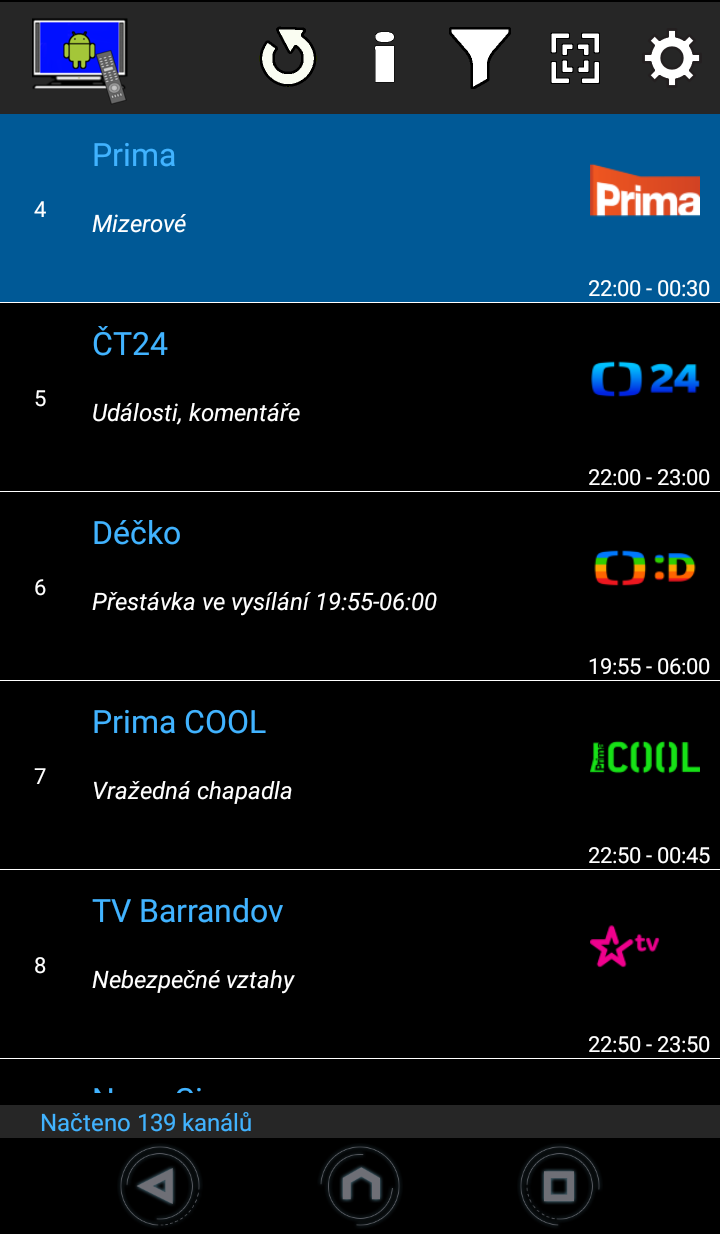 Prima
4
Prima
Mizerové
22:00 - 00:30
ČT24
24
5
Události, komentáře
22:00 - 23:00
Déčko
:D
6
Přestávka ve vysílání 19:55-06:00
19:55 - 06:00
Prima COOL
Prima COOL
7
Vražedná chapadla
22:50 - 00:45
TV Barrandov
tv
8
Nebezpečné vztahy
22:50 - 23:50
Načteno 139 kanálů